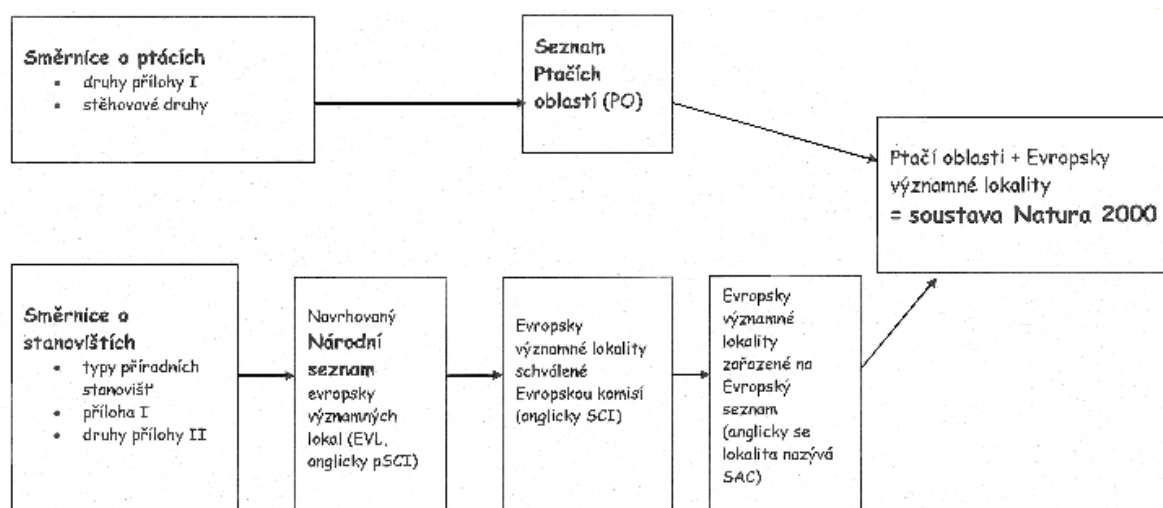 Směrnice o ptácích
• druhy přílohy I
• stěhovavé druhy
Seznam
Ptačích
oblastí (PO)
Ptačí oblasti + Evropsky
významné lokality
= soustava Natura 2000
Směrnice o
stanovištích
• typy přírodních
stanovišť
• příloha I
• druhy přílohy II
Navrhovaný
Národní
seznam
evropsky
významných
lokal (EVL,
anglicky pSCI)
Evropsky
významné lokality
schválené
Evropskou komisí
(anglicky SCI)
Evropsky
významné
lokality
zařazené na
Evropský
seznam
(anglicky se
lokalita nazývá
SAC)